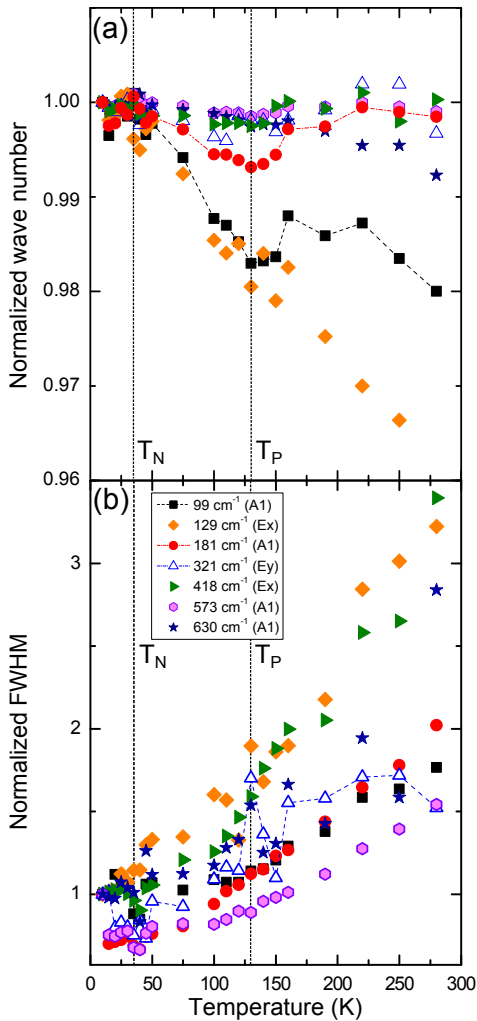 (a)
1.00
0.99
0.98
0.97
0.96
Normalized wave number
T_N
T_P
(b)
99 cm⁻¹ (A1)
129 cm⁻¹ (Ex)
181 cm⁻¹ (A1)
321 cm⁻¹ (Ey)
418 cm⁻¹ (Ex)
573 cm⁻¹ (A1)
630 cm⁻¹ (A1)
T_N
T_P
3
2
1
Normalized FWHM
0 50 100 150 200 250 300
Temperature (K)